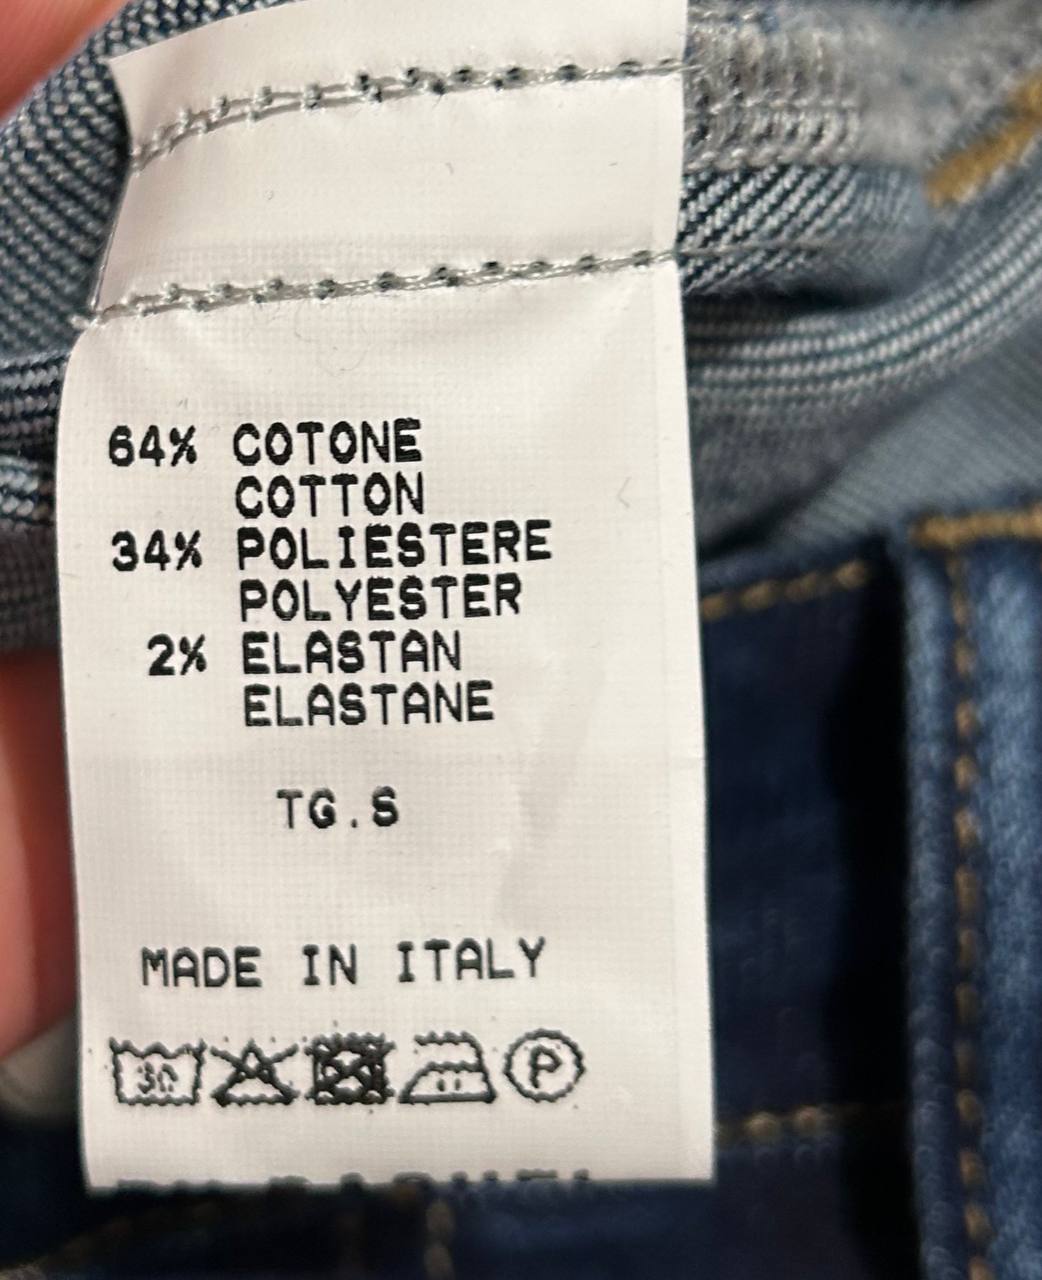 64% COTONE
COTTON
34% POLIESTERE
POLYESTER
2% ELASTAN
ELASTANE
TG.S
MADE IN ITALY
30 P